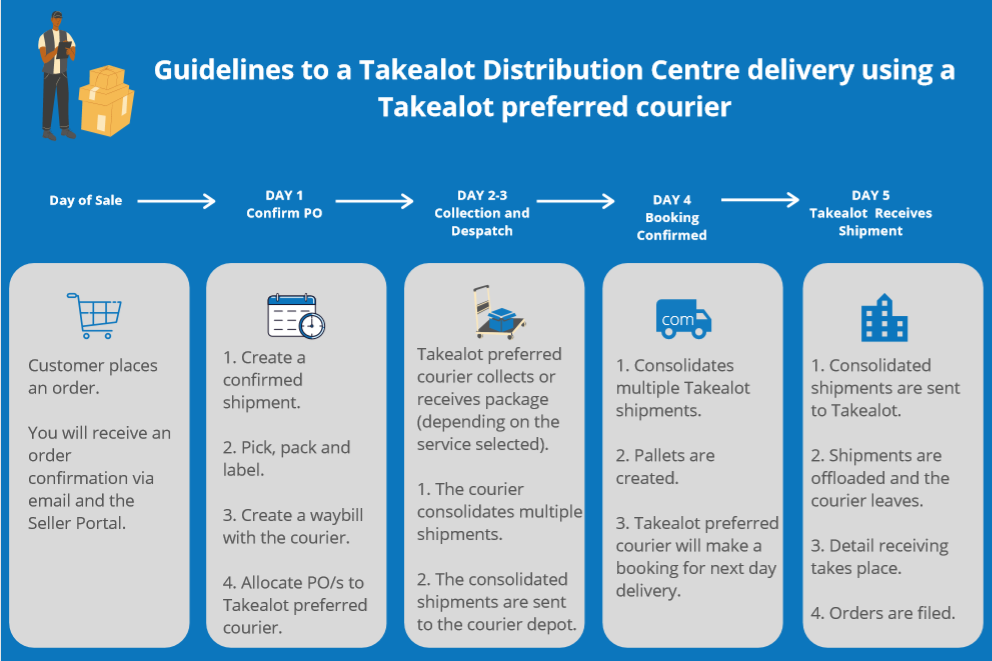 Guidelines to a Takealot Distribution Centre delivery using a
Takealot preferred courier
Day of Sale
DAY 1
Confirm PO
DAY 2-3
Collection and
Despatch
DAY 4
Booking
Confirmed
DAY 5
Takealot Receives
Shipment
Customer places
an order.
You will receive an
order
confirmation via
email and the
Seller Portal.
1. Create a
confirmed
shipment.
2. Pick, pack and
label.
3. Create a waybill
with the courier.
4. Allocate PO/s to
Takealot preferred
courier.
Takealot preferred
courier collects or
receives package
(depending on the
service selected).
1. The courier
consolidates multiple
shipments.
2. The consolidated
shipments are sent
to the courier depot.
com
1. Consolidates
multiple Takealot
shipments.
2. Pallets are
created.
3. Takealot preferred
courier will make a
booking for next day
delivery.
1. Consolidated
shipments are sent
to Takealot.
2. Shipments are
offloaded and the
courier leaves.
3. Detail receiving
takes place.
4. Orders are filed.